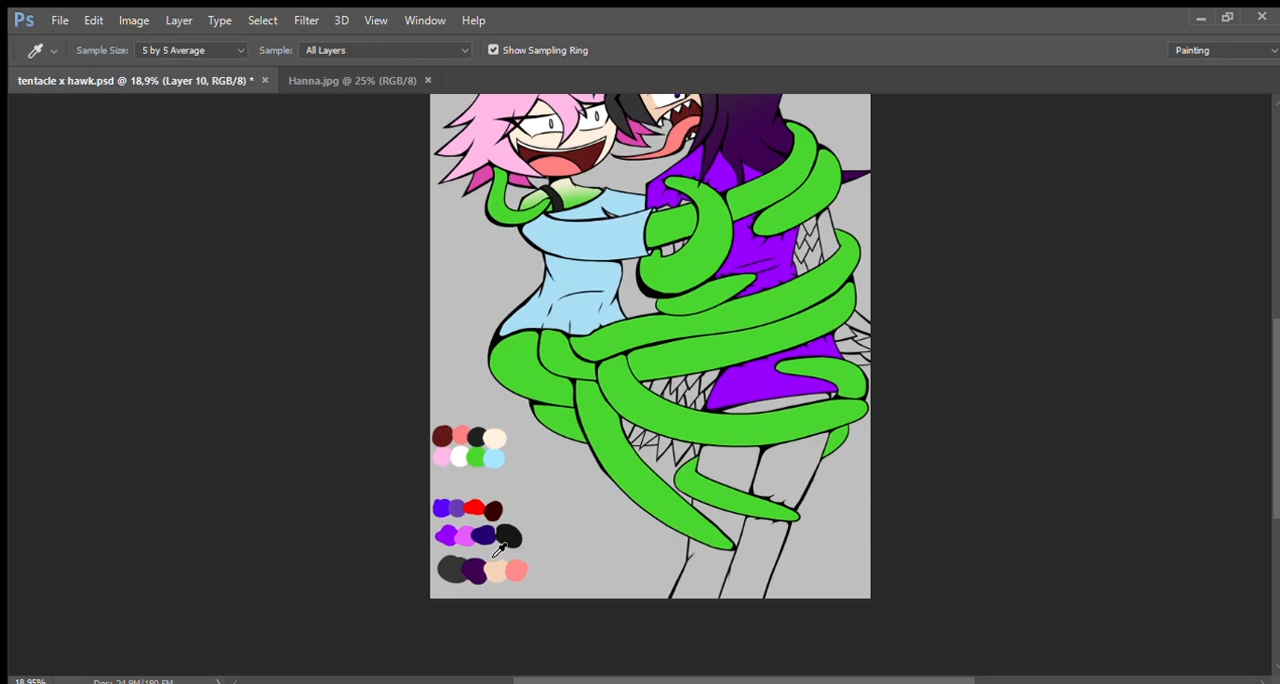 Ps File Edit Image Layer Type Select Filter 3D View Window Help
Sample Size: 5 by 5 Average Sample: All Layers Show Sampling Ring Painting
tentacle x hawk.psd @ 18,9% (Layer 10, RGB/8) * × Hanna.jpg @ 25% (RGB/8) ×
18,95% Doc: 24,9M/180,5M